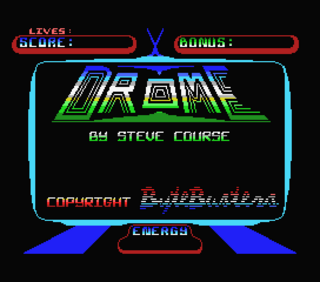 LIVES:
SCORE: BONUS:
DROME
BY STEVE COURSE
COPYRIGHT ByteBusters
ENERGY